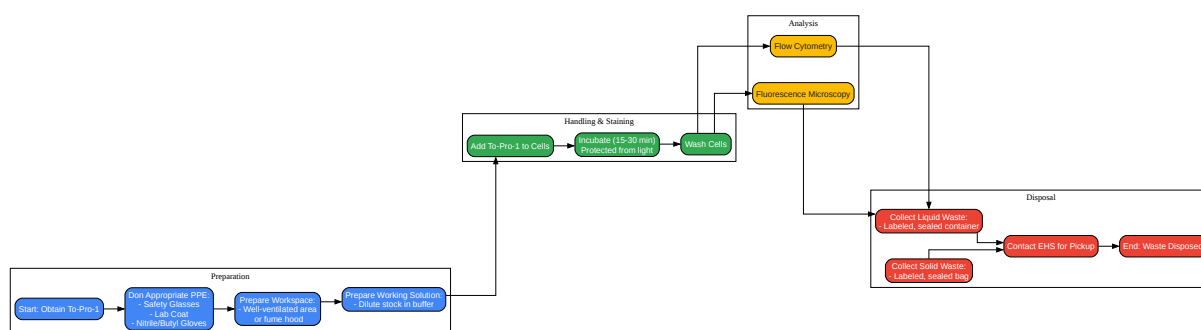 Preparation
Start: Obtain To-Pro-1
Don Appropriate PPE:
- Safety Glasses
- Lab Coat
- Nitrile/Butyl Gloves
Prepare Workspace:
- Well-ventilated area
or fume hood
Prepare Working Solution:
- Dilute stock in buffer
Handling & Staining
Add To-Pro-1 to Cells
Incubate (15-30 min)
Protected from light
Wash Cells
Analysis
Flow Cytometry
Fluorescence Microscopy
Disposal
Collect Liquid Waste:
- Labeled, sealed container
Collect Solid Waste:
- Labeled, sealed bag
Contact EHS for Pickup
End: Waste Disposed